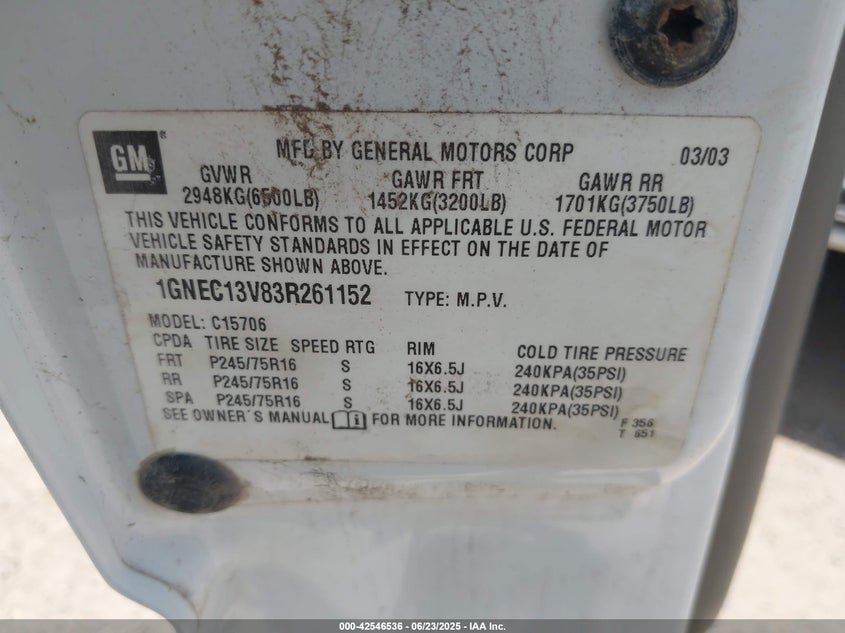 GM ®
MFG BY GENERAL MOTORS CORP 03/03
GVWR GAWR FRT GAWR RR
2948KG(6500LB) 1452KG(3200LB) 1701KG(3750LB)
THIS VEHICLE CONFORMS TO ALL APPLICABLE U.S. FEDERAL MOTOR
VEHICLE SAFETY STANDARDS IN EFFECT ON THE DATE OF
MANUFACTURE SHOWN ABOVE.
1GNEC13V83R261152 TYPE: M.P.V.
MODEL: C15706
CPDA TIRE SIZE SPEED RTG RIM COLD TIRE PRESSURE
FRT P245/75R16 S 16X6.5J 240KPA(35PSI)
RR P245/75R16 S 16X6.5J 240KPA(35PSI)
SPA P245/75R16 S 16X6.5J 240KPA(35PSI)
SEE OWNER'S MANUAL i FOR MORE INFORMATION.
F 356
T 651
000-42546536 - 06/23/2025 - IAA Inc.